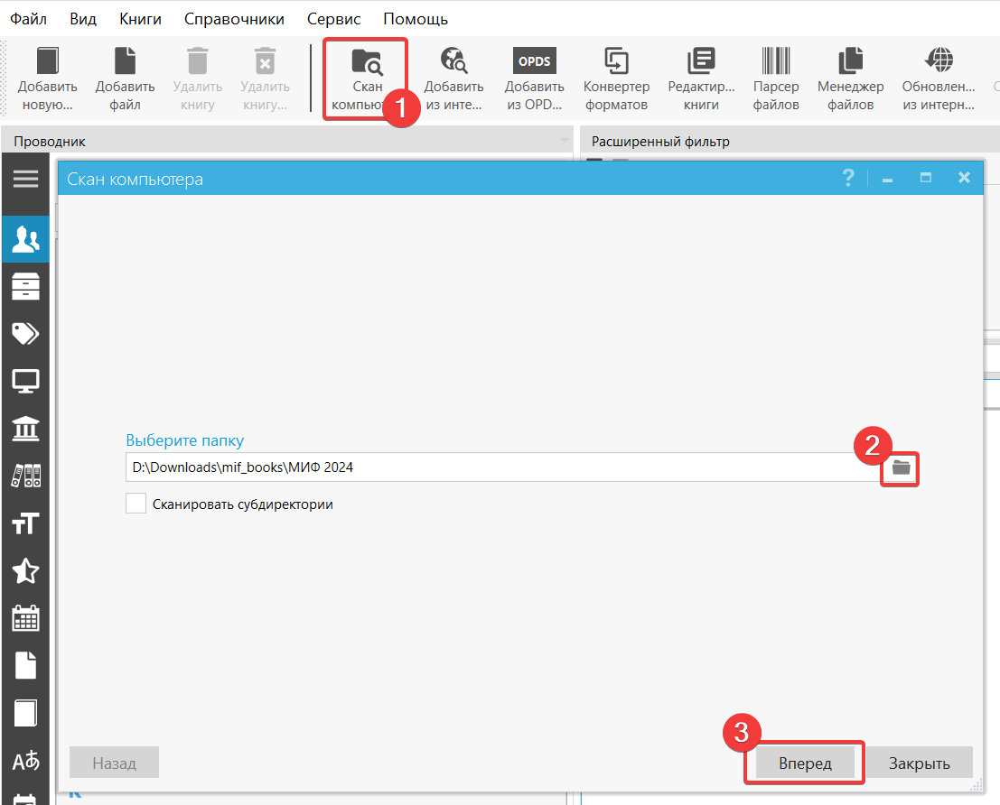 Файл Вид Книги Справочники Сервис Помощь
Добавить новую...
Добавить файл
Удалить книгу
Удалить книгу...
Скан
1
Добавить из инте...
OPDS
Добавить из OPD...
Конвертер форматов
Редактир... книги
Парсер файлов
Менеджер файлов
Обновлен... из интерн...
Проводник
Расширенный фильтр
Скан компьютера
?
Выберите папку
2
D:\Downloads\mif_books\МИФ 2024
Сканировать субдиректории
3
Назад
Вперед
Закрыть